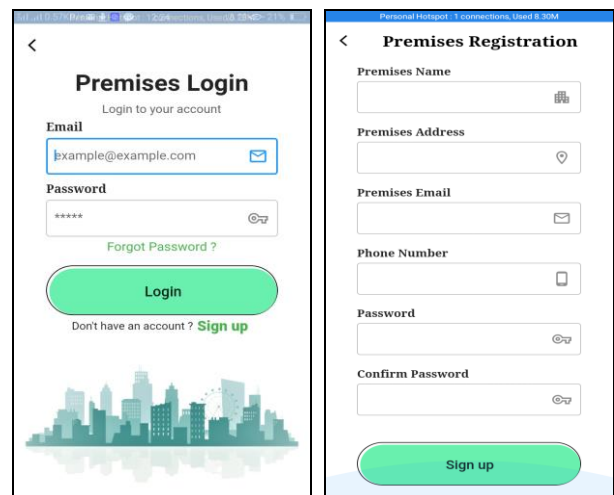 Premises Login
Login to your account
Email
example@example.com
Password
*****
Forgot Password ?
Login
Don't have an account ? Sign up
Personal Hotspot : 1 connections, Used 8.30M
Premises Registration
Premises Name
Premises Address
Premises Email
Phone Number
Password
Confirm Password
Sign up